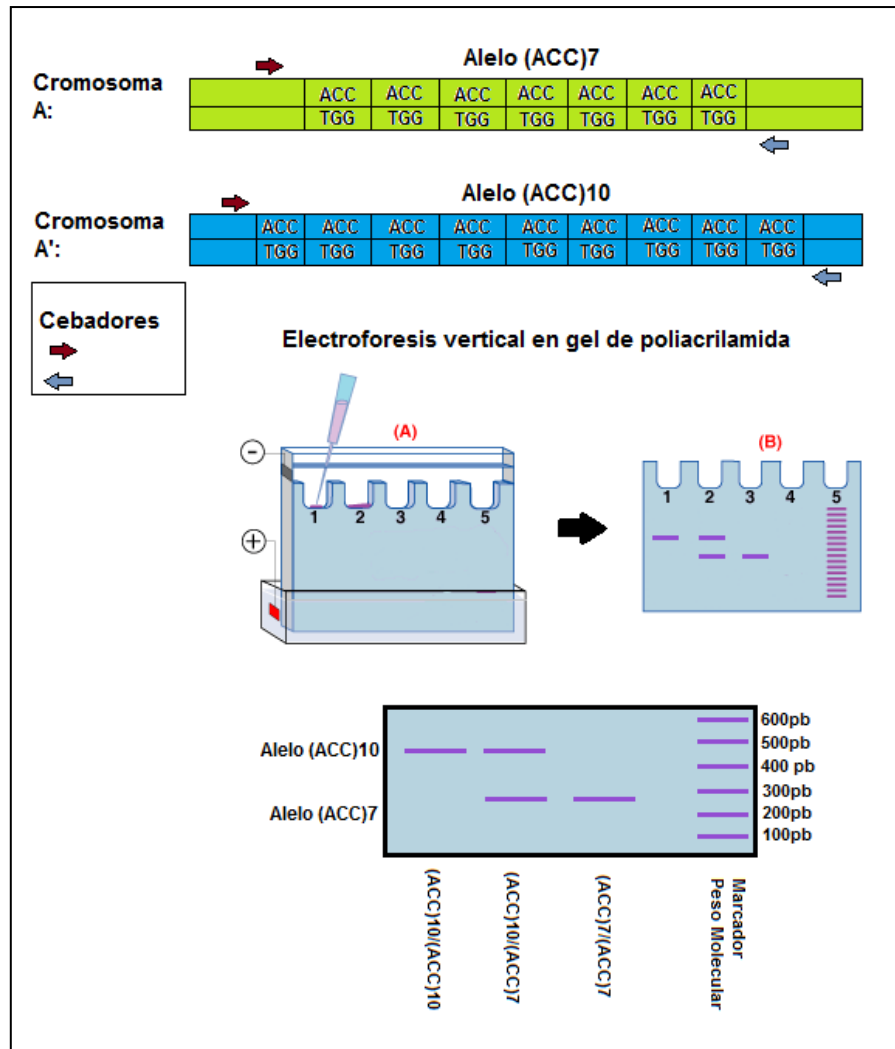 Alelo (ACC)7
Cromosoma
A:
ACC ACC ACC ACC ACC ACC ACC
TGG TGG TGG TGG TGG TGG TGG
Alelo (ACC)10
Cromosoma
A':
ACC ACC ACC ACC ACC ACC ACC ACC ACC
TGG TGG TGG TGG TGG TGG TGG TGG TGG
Cebadores
Electroforesis vertical en gel de poliacrilamida
(A)
(B)
−
+
1 2 3 4 5
1 2 3 4 5
Alelo (ACC)10
Alelo (ACC)7
600pb
500pb
400 pb
300pb
200pb
100pb
(ACC)10/(ACC)10
(ACC)10/(ACC)7
(ACC)7/(ACC)7
Marcador
Peso Molecular